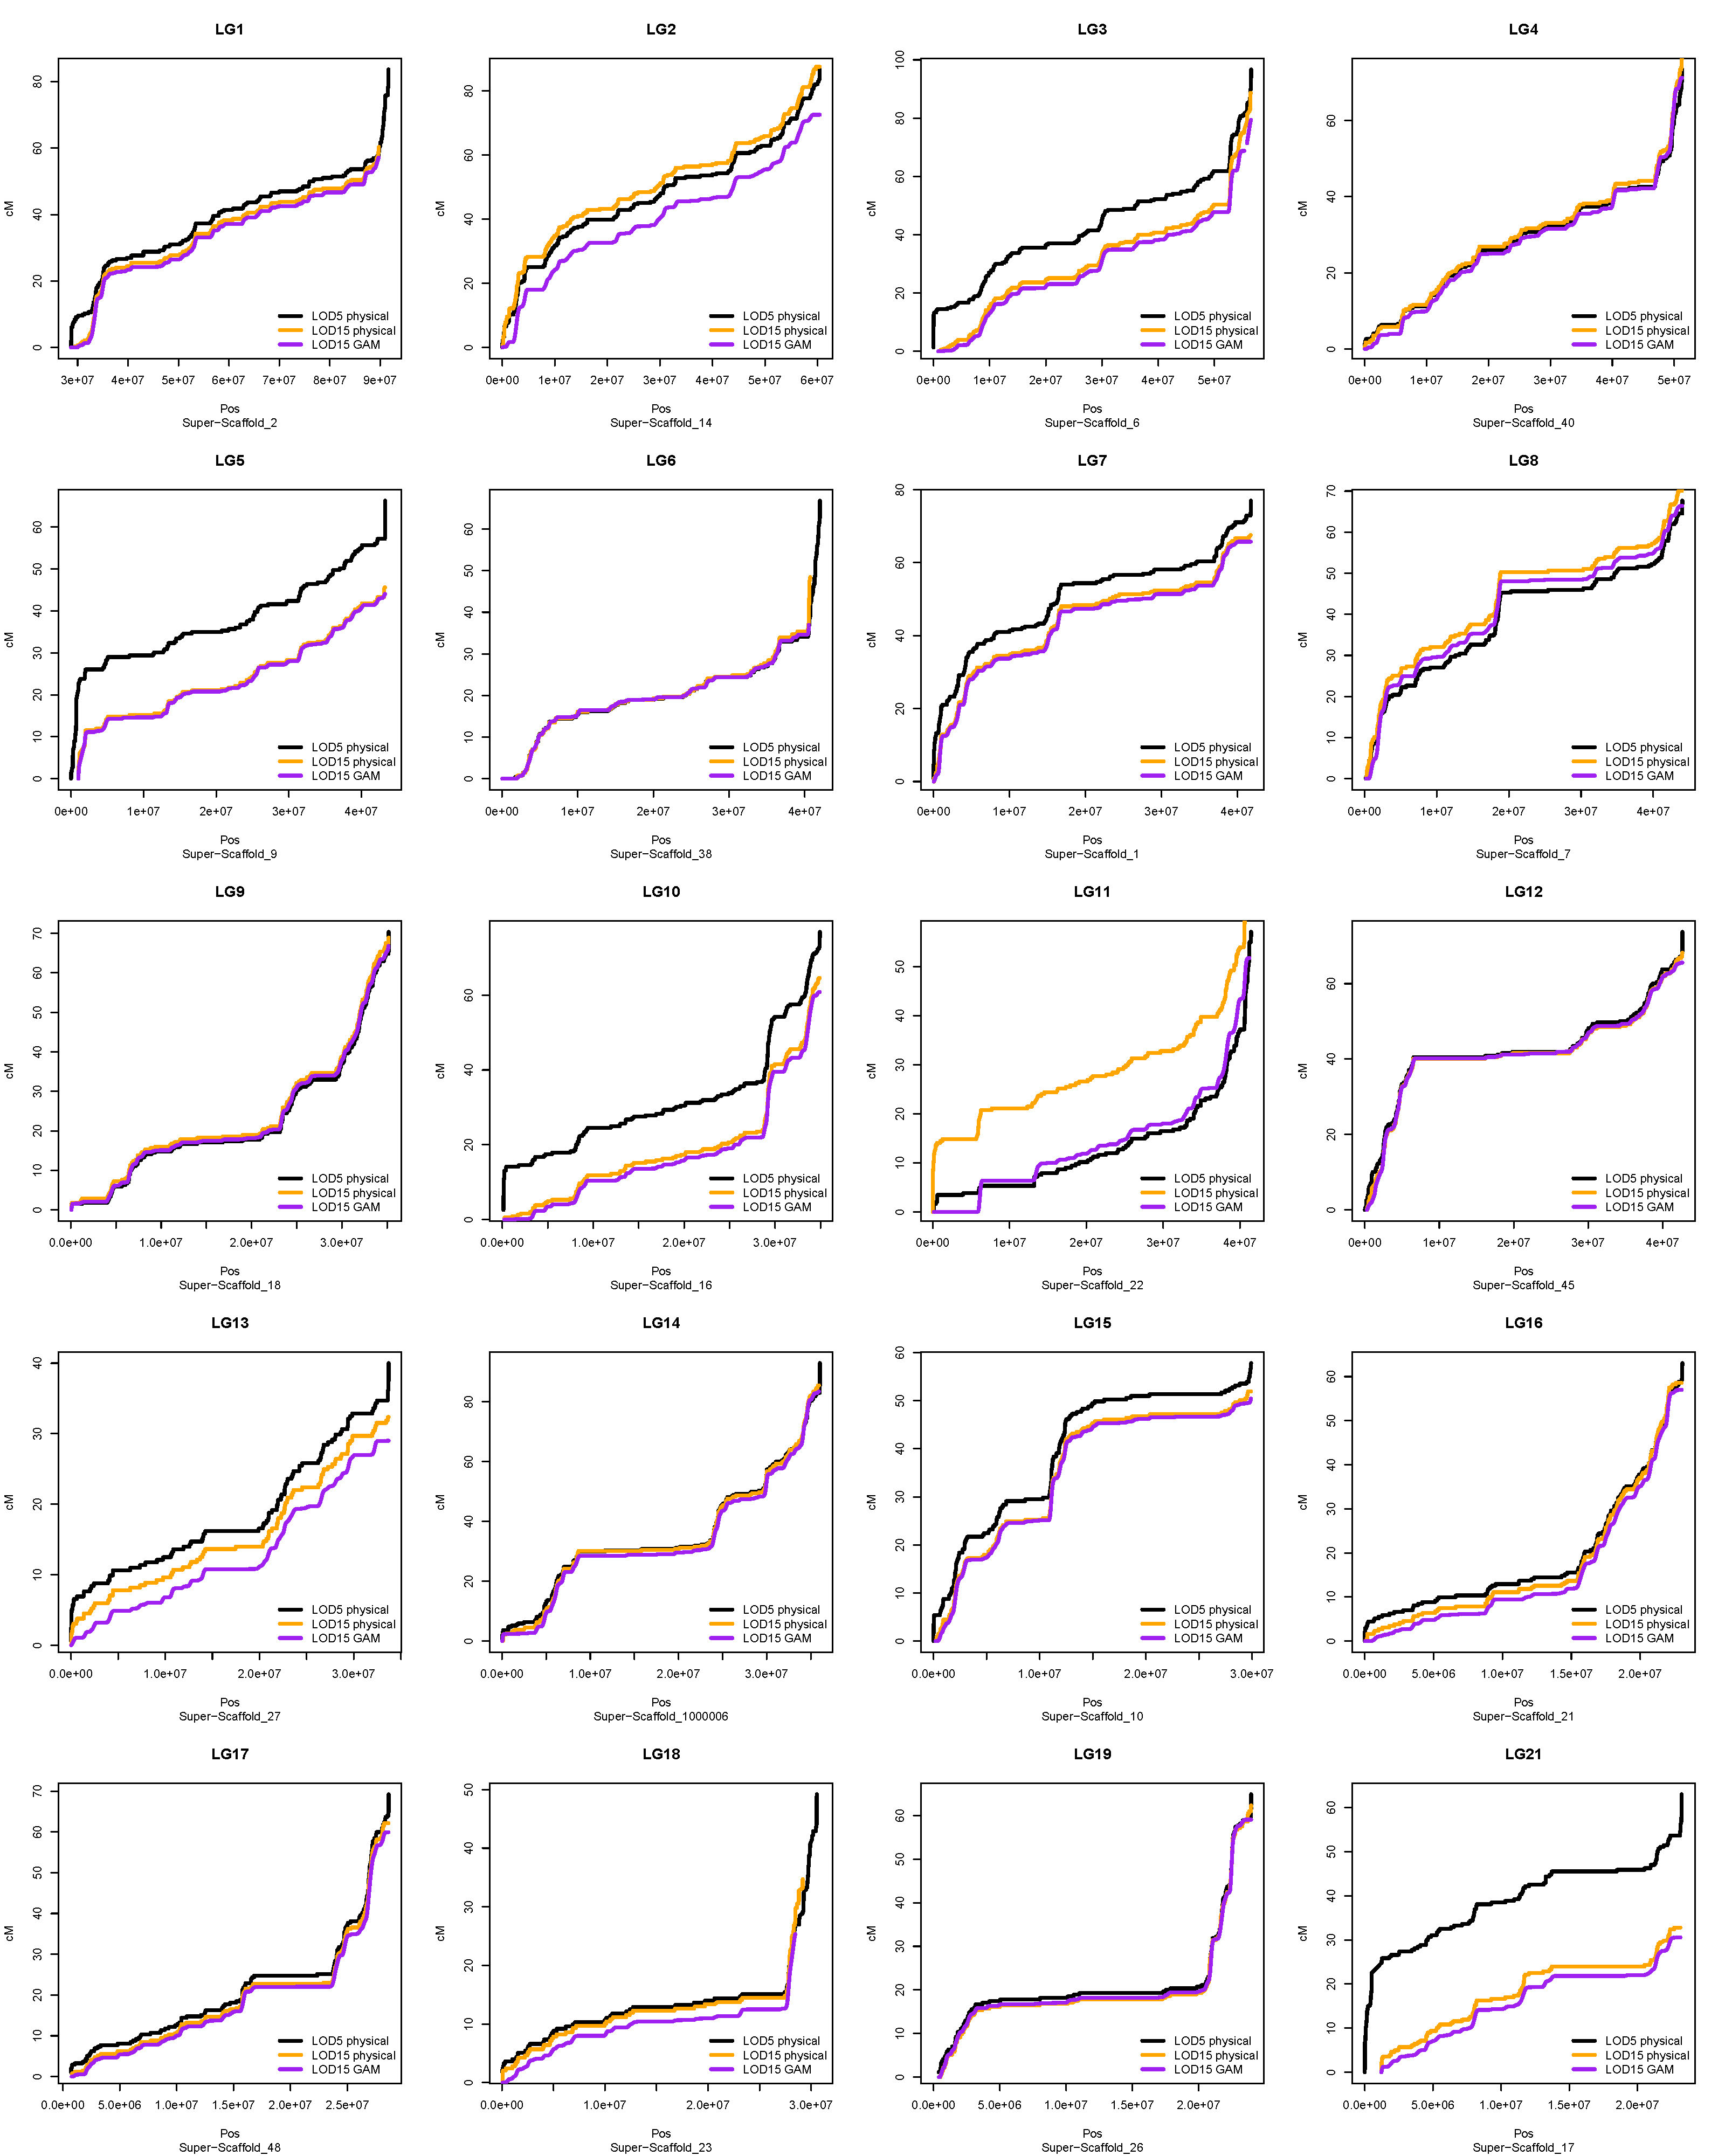 LG1
cM
80
60
40
20
0
LOD5 physical
LOD15 physical
LOD15 GAM
3e+07 4e+07 5e+07 6e+07 7e+07 8e+07 9e+07
Pos
Super−Scaffold_2
LG2
cM
80
60
40
20
0
LOD5 physical
LOD15 physical
LOD15 GAM
0e+00 1e+07 2e+07 3e+07 4e+07 5e+07 6e+07
Pos
Super−Scaffold_14
LG3
cM
100
80
60
40
20
0
LOD5 physical
LOD15 physical
LOD15 GAM
0e+00 1e+07 2e+07 3e+07 4e+07 5e+07
Pos
Super−Scaffold_6
LG4
cM
60
40
20
0
LOD5 physical
LOD15 physical
LOD15 GAM
0e+00 1e+07 2e+07 3e+07 4e+07 5e+07
Pos
Super−Scaffold_40
LG5
cM
60
50
40
30
20
10
0
LOD5 physical
LOD15 physical
LOD15 GAM
0e+00 1e+07 2e+07 3e+07 4e+07
Pos
Super−Scaffold_9
LG6
cM
60
50
40
30
20
10
0
LOD5 physical
LOD15 physical
LOD15 GAM
0e+00 1e+07 2e+07 3e+07 4e+07
Pos
Super−Scaffold_38
LG7
cM
80
60
40
20
0
LOD5 physical
LOD15 physical
LOD15 GAM
0e+00 1e+07 2e+07 3e+07 4e+07
Pos
Super−Scaffold_1
LG8
cM
70
60
50
40
30
20
10
0
LOD5 physical
LOD15 physical
LOD15 GAM
0e+00 1e+07 2e+07 3e+07 4e+07
Pos
Super−Scaffold_7
LG9
cM
70
60
50
40
30
20
10
0
LOD5 physical
LOD15 physical
LOD15 GAM
0.0e+00 1.0e+07 2.0e+07 3.0e+07
Pos
Super−Scaffold_18
LG10
cM
60
40
20
0
LOD5 physical
LOD15 physical
LOD15 GAM
0.0e+00 1.0e+07 2.0e+07 3.0e+07
Pos
Super−Scaffold_16
LG11
cM
50
40
30
20
10
0
LOD5 physical
LOD15 physical
LOD15 GAM
0e+00 1e+07 2e+07 3e+07 4e+07
Pos
Super−Scaffold_22
LG12
cM
60
40
20
0
LOD5 physical
LOD15 physical
LOD15 GAM
0e+00 1e+07 2e+07 3e+07 4e+07
Pos
Super−Scaffold_45
LG13
cM
40
30
20
10
0
LOD5 physical
LOD15 physical
LOD15 GAM
0.0e+00 1.0e+07 2.0e+07 3.0e+07
Pos
Super−Scaffold_27
LG14
cM
80
60
40
20
0
LOD5 physical
LOD15 physical
LOD15 GAM
0.0e+00 1.0e+07 2.0e+07 3.0e+07
Pos
Super−Scaffold_1000006
LG15
cM
60
50
40
30
20
10
0
LOD5 physical
LOD15 physical
LOD15 GAM
0.0e+00 1.0e+07 2.0e+07 3.0e+07
Pos
Super−Scaffold_10
LG16
cM
60
50
40
30
20
10
0
LOD5 physical
LOD15 physical
LOD15 GAM
0.0e+00 5.0e+06 1.0e+07 1.5e+07 2.0e+07
Pos
Super−Scaffold_21
LG17
cM
70
60
50
40
30
20
10
0
LOD5 physical
LOD15 physical
LOD15 GAM
0.0e+00 5.0e+06 1.0e+07 1.5e+07 2.0e+07 2.5e+07
Pos
Super−Scaffold_48
LG18
cM
50
40
30
20
10
0
LOD5 physical
LOD15 physical
LOD15 GAM
0.0e+00 1.0e+07 2.0e+07 3.0e+07
Pos
Super−Scaffold_23
LG19
cM
60
50
40
30
20
10
0
LOD5 physical
LOD15 physical
LOD15 GAM
0.0e+00 5.0e+06 1.0e+07 1.5e+07 2.0e+07
Pos
Super−Scaffold_26
LG21
cM
60
50
40
30
20
10
0
LOD5 physical
LOD15 physical
LOD15 GAM
0.0e+00 5.0e+06 1.0e+07 1.5e+07 2.0e+07
Pos
Super−Scaffold_17